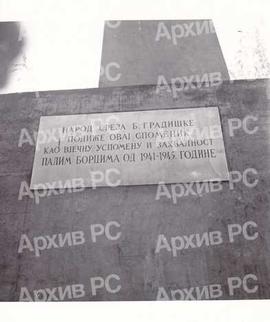 НАРОД СРЕЗА Б. ГРАДИШКЕ
ПОДИЖЕ ОВАЈ СПОМЕНИК
КАО ВЈЕЧНУ УСПОМЕНУ И ЗАХВАЛНОСТ
ПАЛИМ БОРЦИМА ОД 1941-1945. ГОДИНЕ
Архив РС
Архив РС
Архив РС
Архив РС
Архив РС
Архив РС
Архив РС
Архив РС
Архив РС
Архив РС